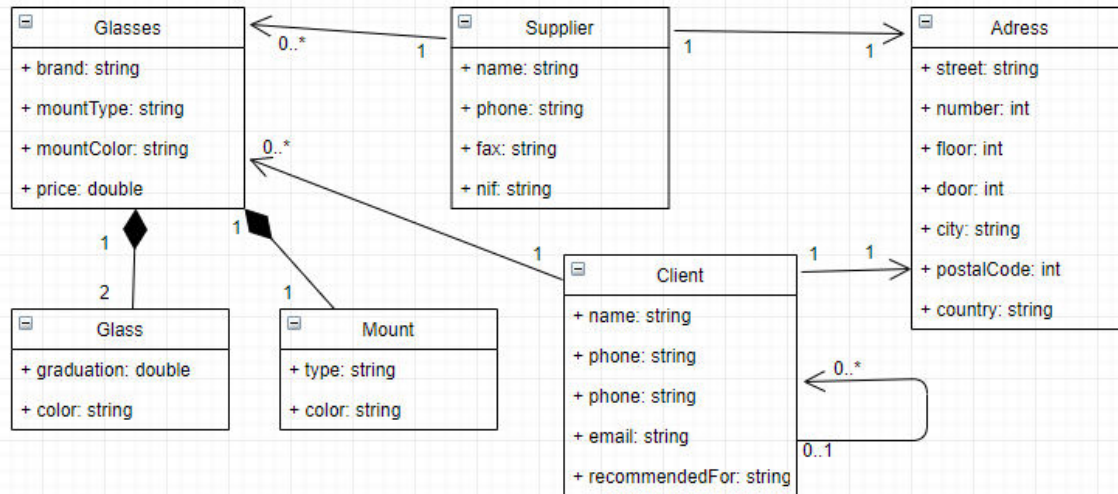 Glasses
+ brand: string
+ mountType: string
+ mountColor: string
+ price: double
0..*
1
Supplier
+ name: string
+ phone: string
+ fax: string
+ nif: string
1
1
Adress
+ street: string
+ number: int
+ floor: int
+ door: int
+ city: string
+ postalCode: int
+ country: string
0..*
1
1
1
1
2
Glass
+ graduation: double
+ color: string
1
1
Mount
+ type: string
+ color: string
Client
+ name: string
+ phone: string
+ phone: string
+ email: string
+ recommendedFor: string
0..*
0..1